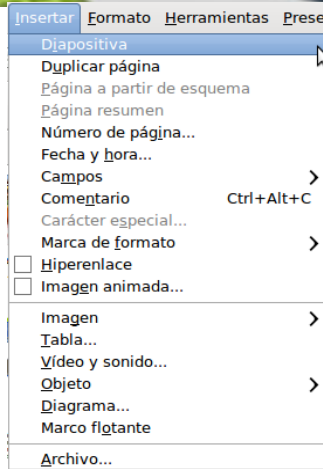 Insertar Formato Herramientas Prese
Diapositiva
Duplicar página
Página a partir de esquema
Página resumen
Número de página...
Fecha y hora...
Campos
Comentario Ctrl+Alt+C
Carácter especial...
Marca de formato
Hiperenlace
Imagen animada...
Imagen
Tabla...
Vídeo y sonido...
Objeto
Diagrama...
Marco flotante
Archivo...